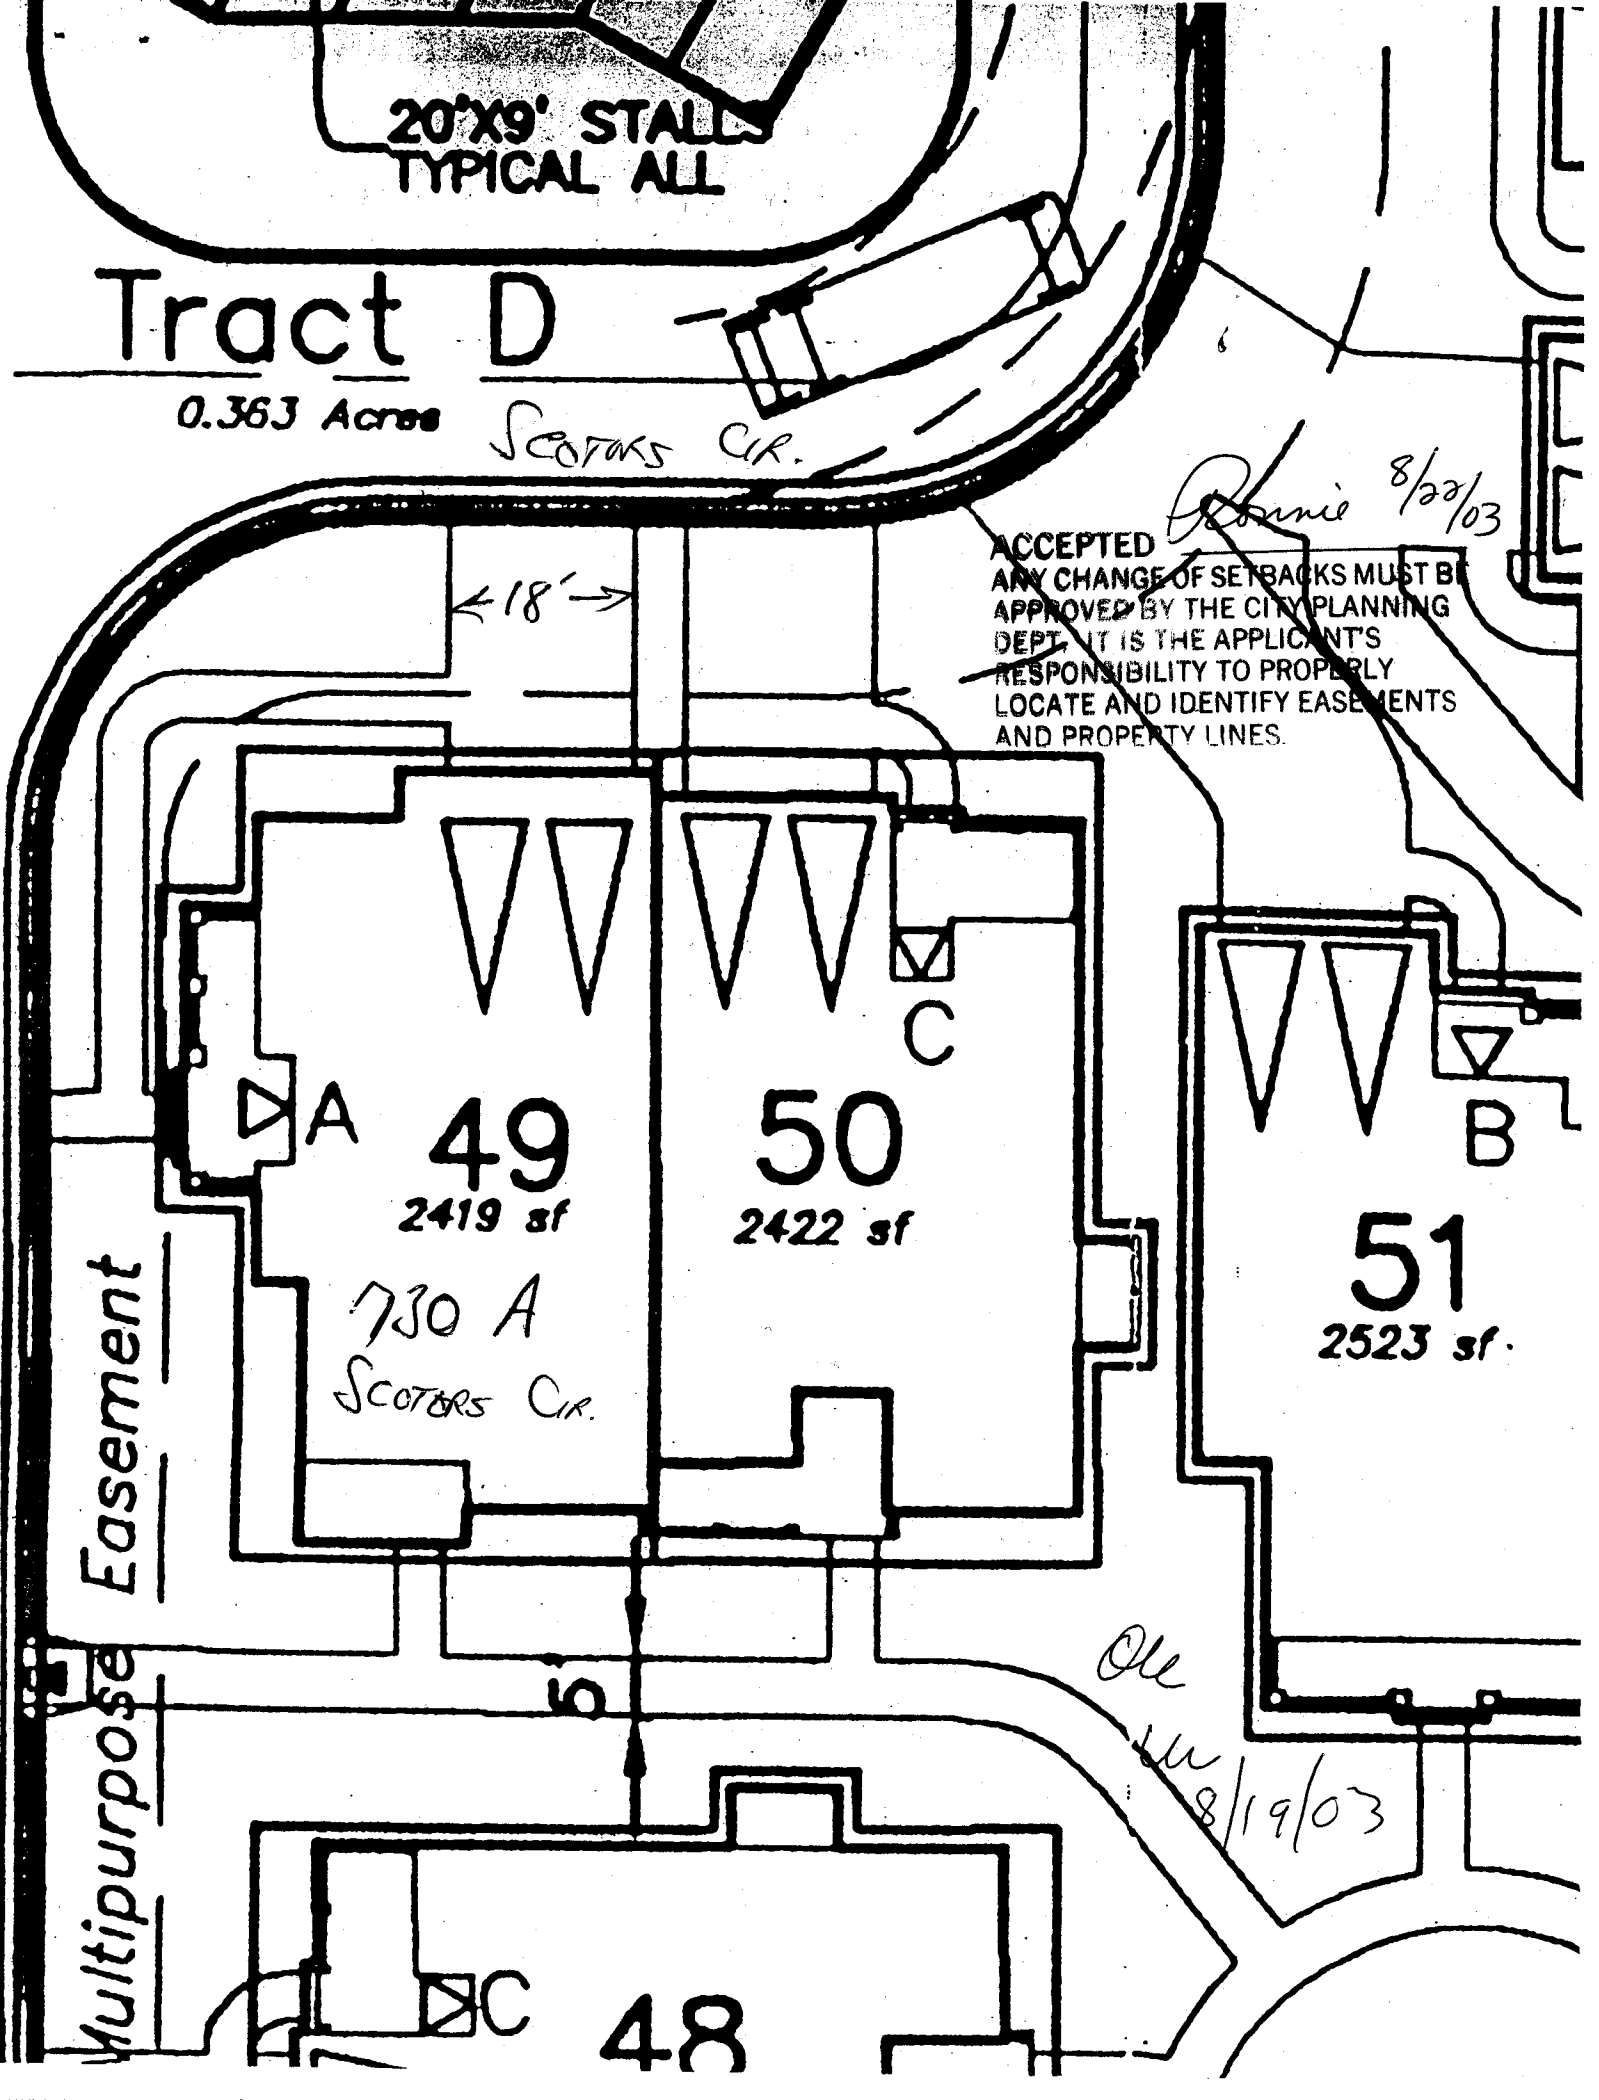 20'X9' STALLS
TYPICAL ALL
Tract D
0.363 Acres
SCOTORS CIR.
Ronnie 8/22/03
ACCEPTED
ANY CHANGE OF SETBACKS MUST BE
APPROVED BY THE CITY PLANNING
DEPT. IT IS THE APPLICANT'S
RESPONSIBILITY TO PROPERLY
LOCATE AND IDENTIFY EASEMENTS
AND PROPERTY LINES.
18'
A
49
2419 sf
730 A
SCOTORS CIR.
C
50
2422 sf
B
51
2523 sf
Multipurpose Easement
5'
8/19/03
C
48